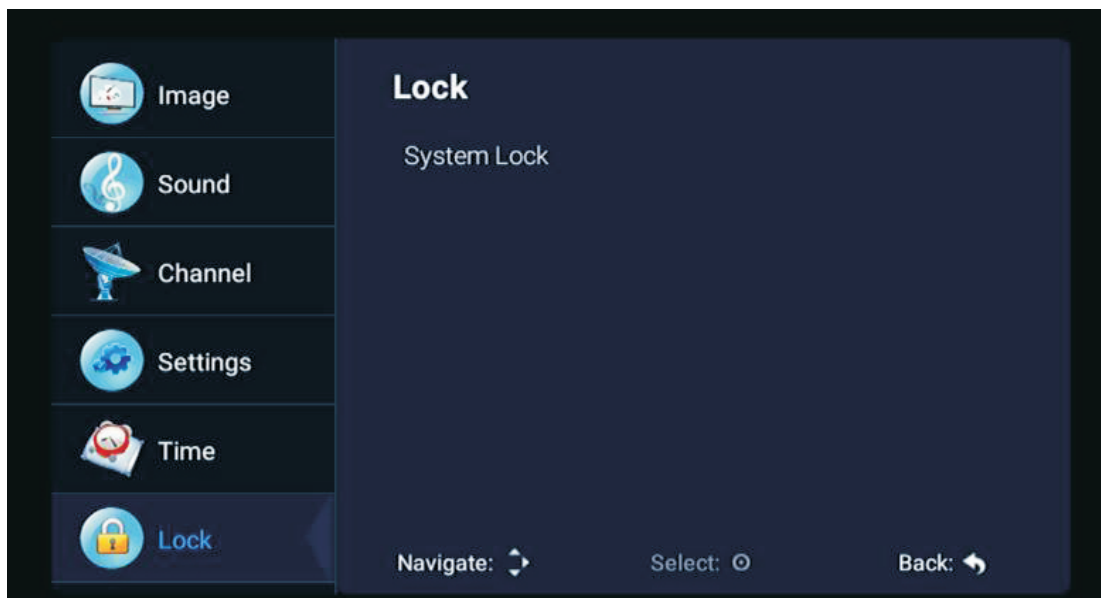 Image
Sound
Channel
Settings
Time
Lock
Lock
System Lock
Navigate: Select: Back: